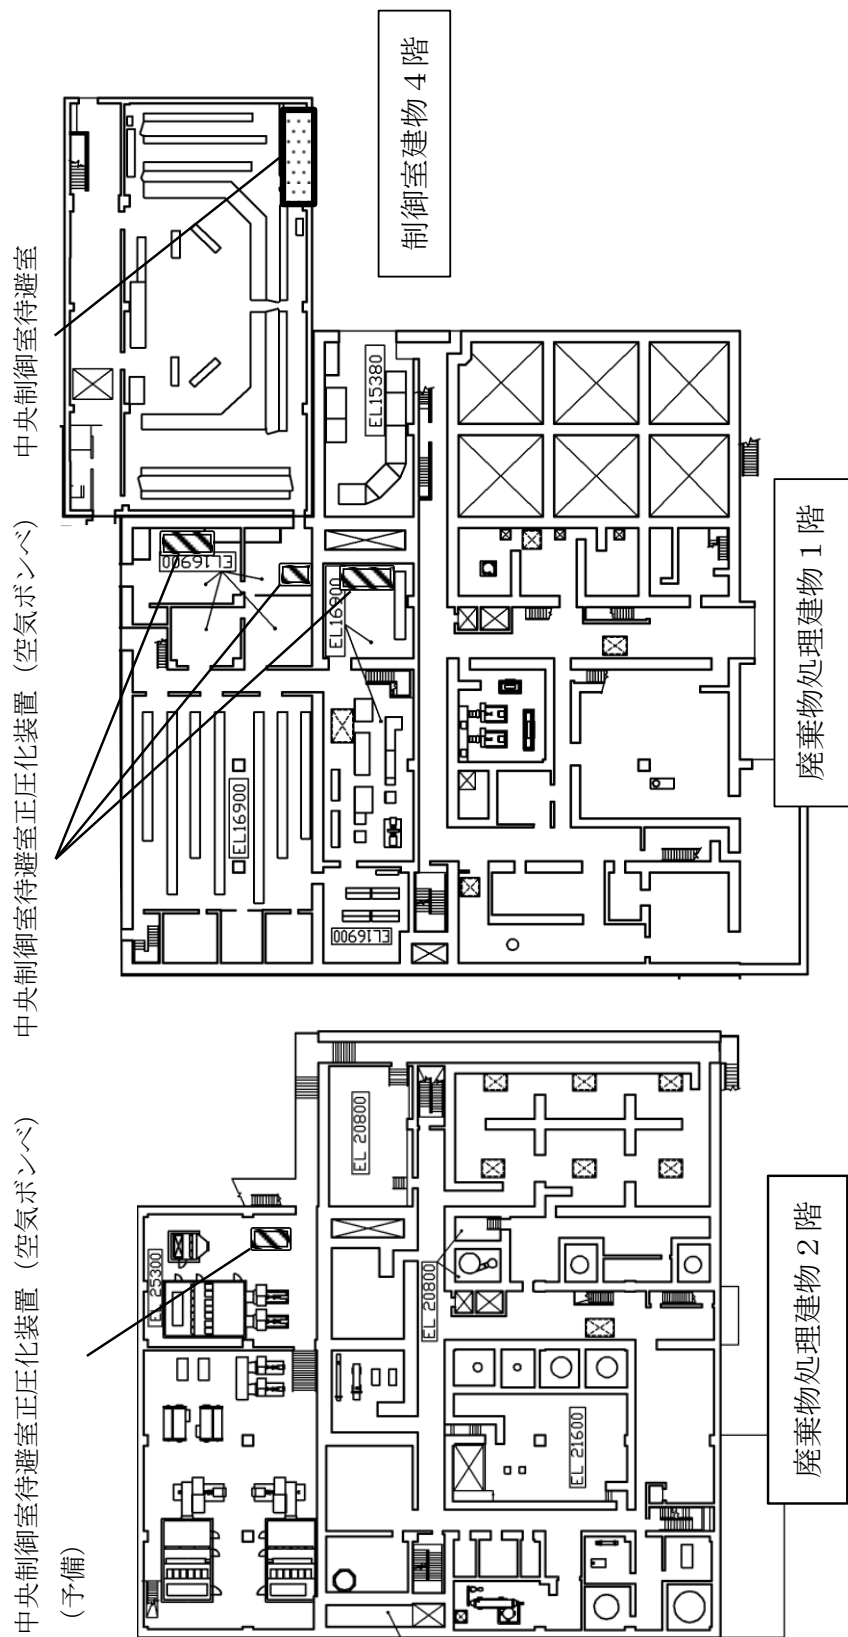 中央制御室待避室正圧化装置（空気ボンベ）
（予備）
中央制御室待避室正圧化装置（空気ボンベ）
中央制御室待避室
EL 25300
EL 20800
EL 20800
EL 21600
廃棄物処理建物２階
EL16900
EL16900
EL16900
EL16900
EL15380
廃棄物処理建物１階
制御室建物４階